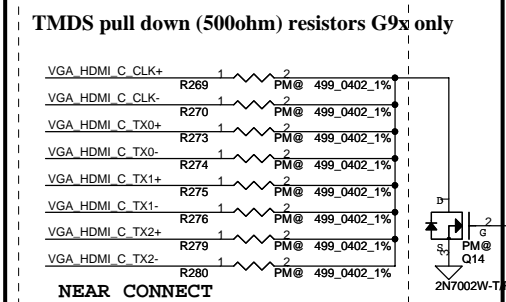 TMDS pull down (500ohm) resistors G9x only
VGA_HDMI_C_CLK+ R269 1 2 PM@ 499_0402_1%
VGA_HDMI_C_CLK- R270 1 2 PM@ 499_0402_1%
VGA_HDMI_C_TX0+ R273 1 2 PM@ 499_0402_1%
VGA_HDMI_C_TX0- R274 1 2 PM@ 499_0402_1%
VGA_HDMI_C_TX1+ R275 1 2 PM@ 499_0402_1%
VGA_HDMI_C_TX1- R276 1 2 PM@ 499_0402_1%
VGA_HDMI_C_TX2+ R279 1 2 PM@ 499_0402_1%
VGA_HDMI_C_TX2- R280 1 2 PM@ 499_0402_1%
D 1
2
G
S 3
PM@
Q14
2N7002W-T/
NEAR CONNECT